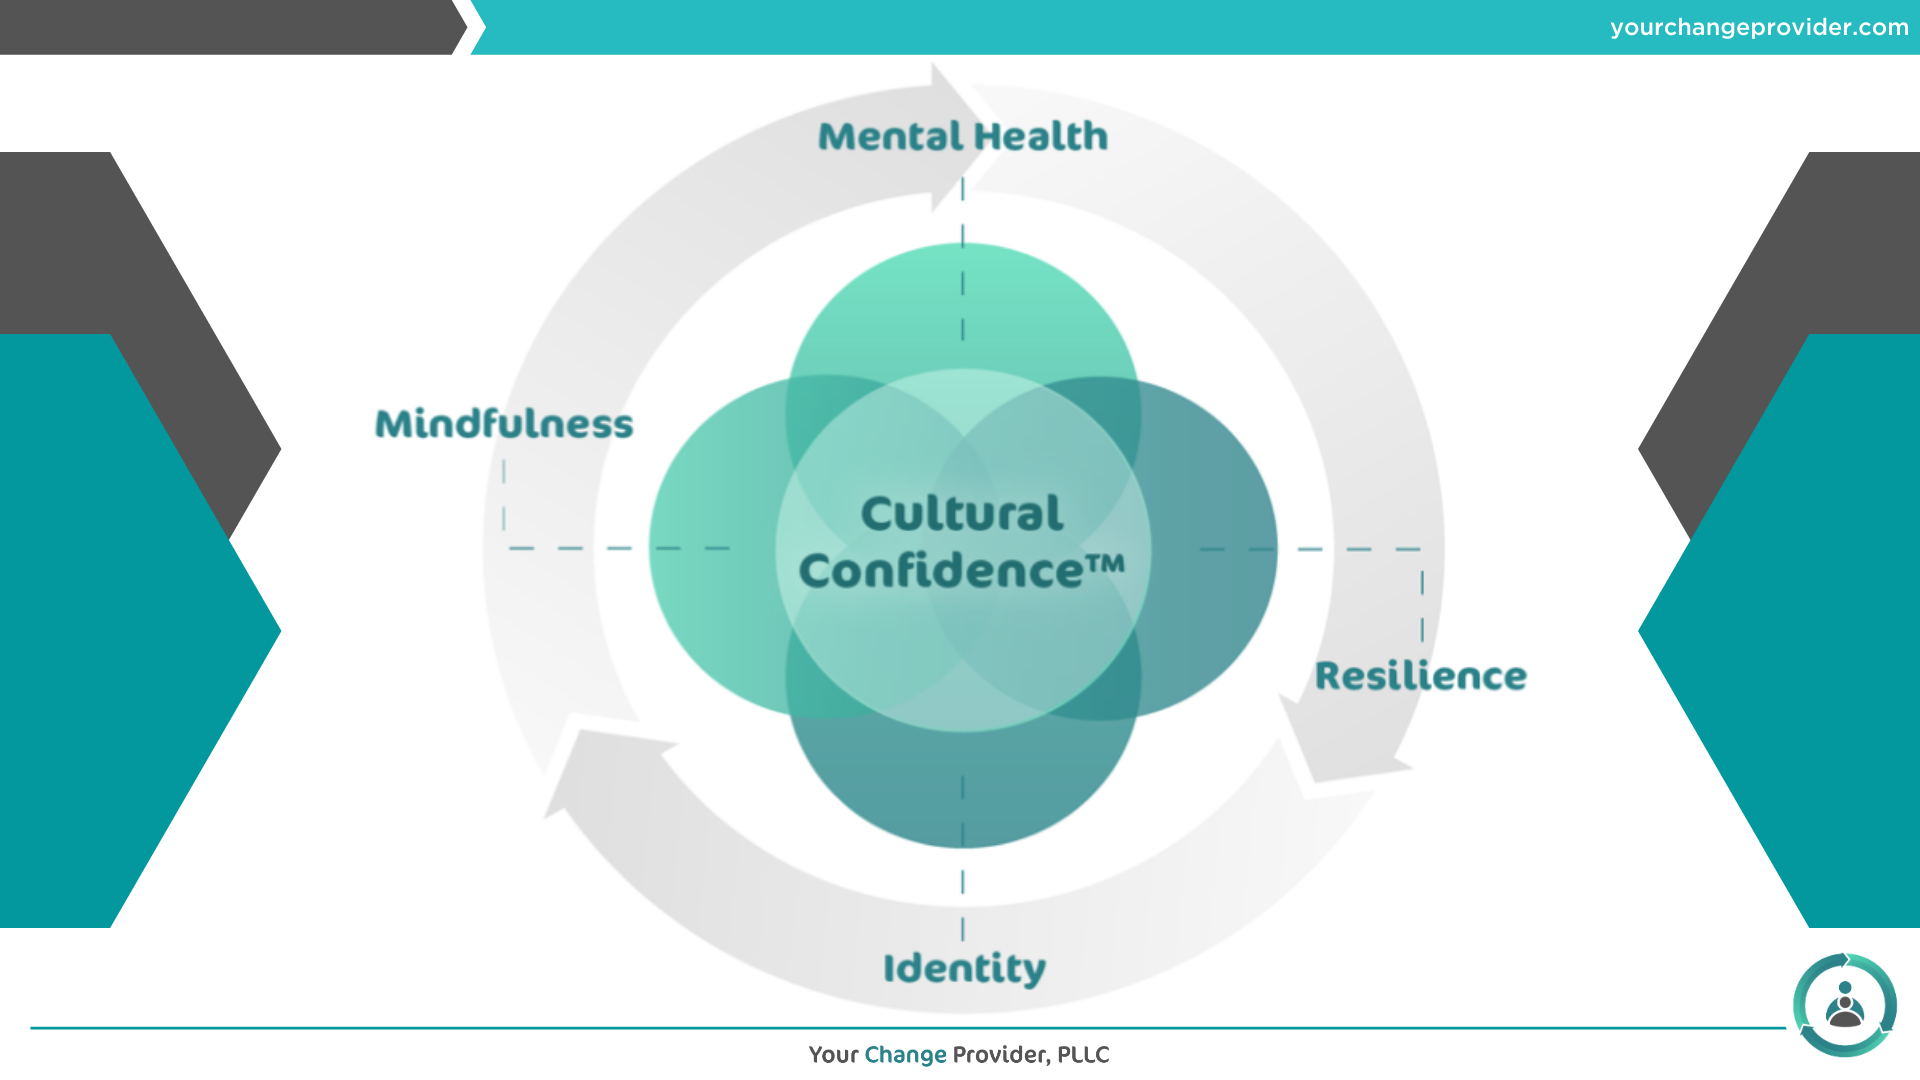 yourchangeprovider.com
Mental Health
Mindfulness
Cultural
Confidence™
Resilience
Identity
Your Change Provider, PLLC